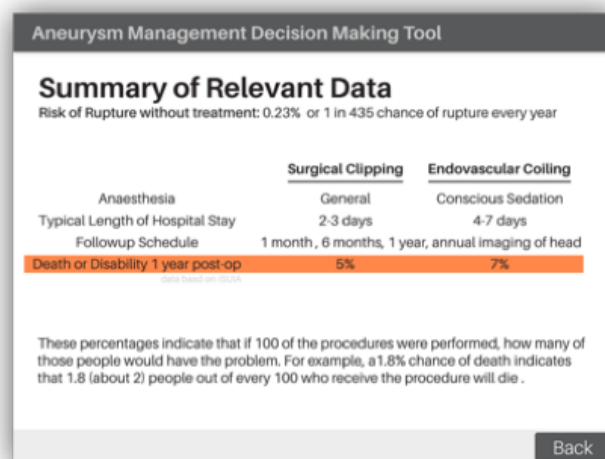 Aneurysm Management Decision Making Tool
Summary of Relevant Data
Risk of Rupture without treatment: 0.23% or 1 in 435 chance of rupture every year
Surgical Clipping Endovascular Coiling
Anaesthesia General Conscious Sedation
Typical Length of Hospital Stay 2-3 days 4-7 days
Followup Schedule 1 month, 6 months, 1 year, annual imaging of head
Death or Disability 1 year post-op 5% 7%
data basd on ISUIA
These percentages indicate that if 100 of the procedures were performed, how many of
those people would have the problem. For example, a1.8% chance of death indicates
that 1.8 (about 2) people out of every 100 who receive the procedure will die .
Back